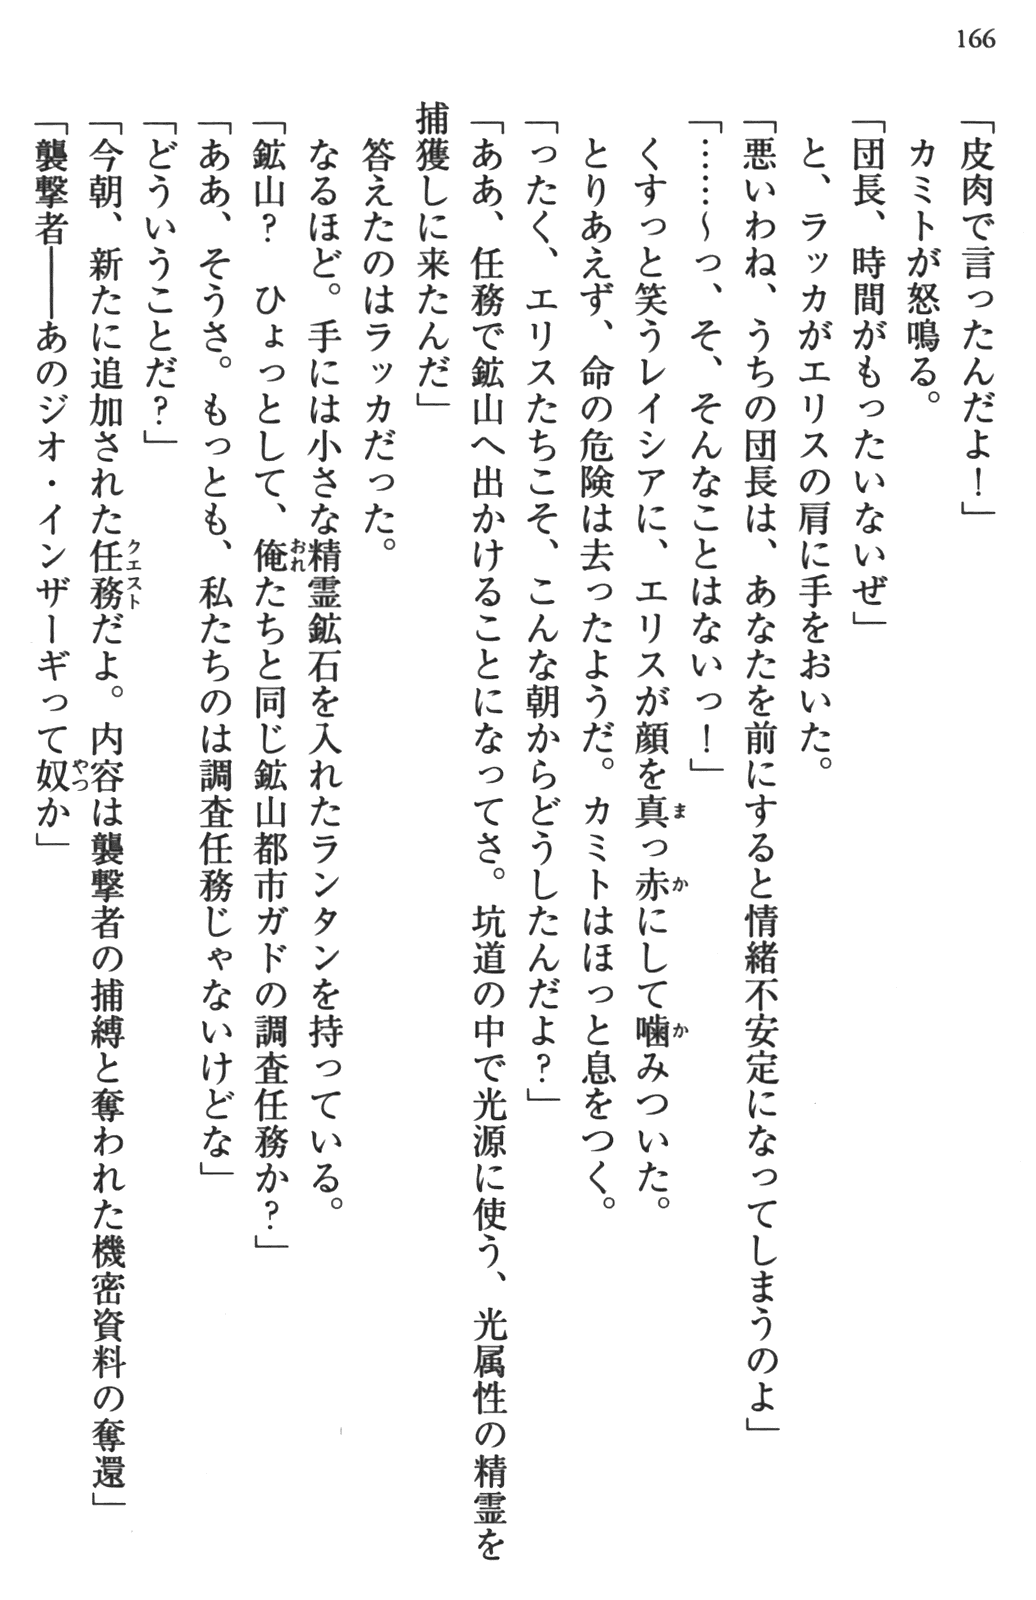 166
「皮肉で言ったんだよ！」
カミトが怒鳴る。
「団長、時間がもったいないぜ」
と、ラッカがエリスの肩に手をおいた。
「悪いわね、うちの団長は、あなたを前にすると情緒不安定になってしまうのよ」
「……～っ、そ、そんなことはないっ！」
くすっと笑うレイシアに、エリスが顔を真っ赤にして噛みついた。
とりあえず、命の危険は去ったようだ。カミトはほっと息をつく。
「ったく、エリスたちこそ、こんな朝からどうしたんだよ？」
「ああ、任務で鉱山へ出かけることになってさ。坑道の中で光源に使う、光属性の精霊を
捕獲しに来たんだ」
答えたのはラッカだった。
なるほど。手には小さな精霊鉱石を入れたランタンを持っている。
「鉱山？　ひょっとして、俺たちと同じ鉱山都市ガドの調査任務か？」
「ああ、そうさ。もっとも、私たちのは調査任務じゃないけどな」
「どういうことだ？」
「今朝、新たに追加された任務だよ。内容は襲撃者の捕縛と奪われた機密資料の奪還」
「襲撃者――あのジオ・インザーギって奴か」